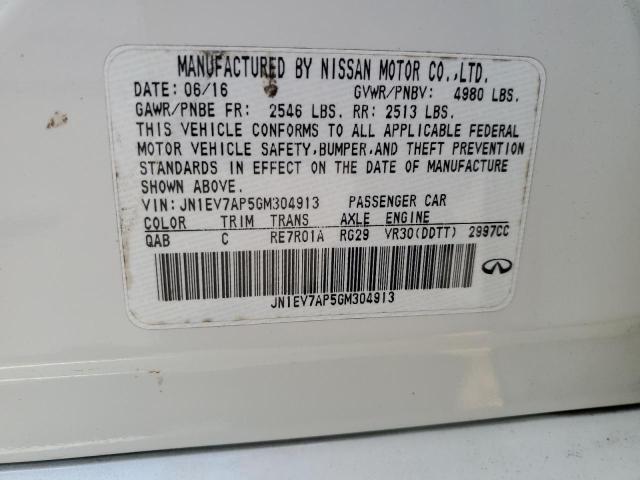 MANUFACTURED BY NISSAN MOTOR CO.,LTD.
DATE: 06/16 GVWR/PNBV: 4980 LBS.
GAWR/PNBE FR: 2546 LBS. RR: 2513 LBS.
THIS VEHICLE CONFORMS TO ALL APPLICABLE FEDERAL
MOTOR VEHICLE SAFETY,BUMPER,AND THEFT PREVENTION
STANDARDS IN EFFECT ON THE DATE OF MANUFACTURE
SHOWN ABOVE.
VIN: JN1EV7AP5GM304913 PASSENGER CAR
COLOR TRIM TRANS AXLE ENGINE
QAB C RE7R01A RG29 VR30(DDTT) 2997CC
JN1EV7AP5GM304913